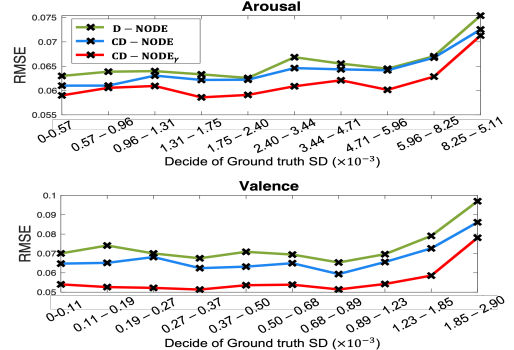 Arousal
0.075
0.07
0.065
0.06
0.055
RMSE
D − NODE
CD − NODE
CD − NODEγ
0-0.57
0.57 − 0.96
0.96 − 1.31
1.31 − 1.75
1.75 − 2.40
2.40 − 3.44
3.44 − 4.71
4.71 − 5.96
5.96 − 8.25
8.25 − 5.11
Decide of Ground truth SD (×10⁻³)
Valence
0.1
0.09
0.08
0.07
0.06
0.05
RMSE
0-0.11
0.11 − 0.19
0.19 − 0.27
0.27 − 0.37
0.37 − 0.50
0.50 − 0.68
0.68 − 0.89
0.89 − 1.23
1.23 − 1.85
1.85 − 2.90
Decide of Ground truth SD (×10⁻³)